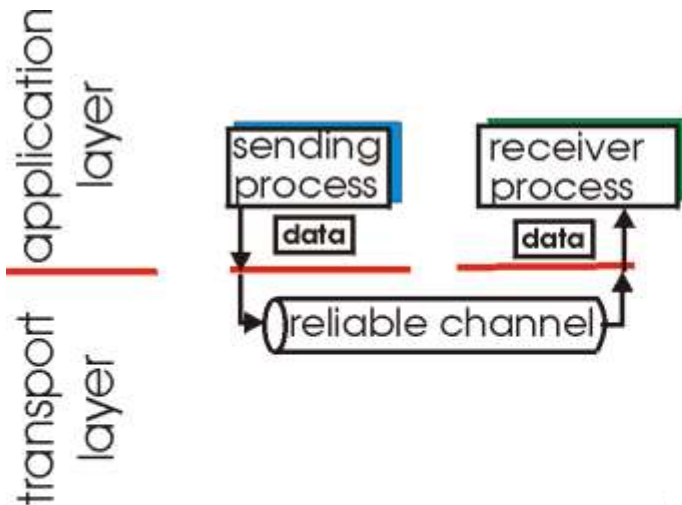 application
layer
sending
process
receiver
process
data
data
reliable channel
transport
layer